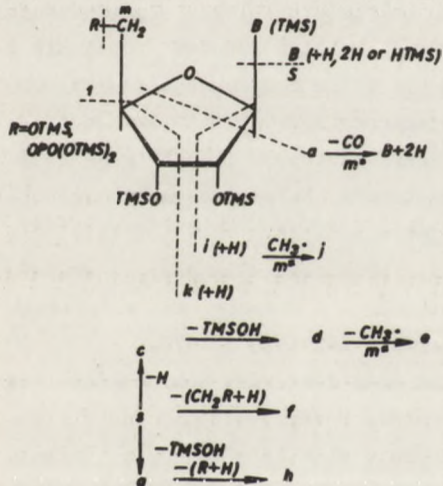 m
R CH2 B (TMS)
B (+H, 2H or HTMS)
S
O
1
R=OTMS,
OPO(OTMS)2
a -CO m* B+2H
TMSO OTMS
i (+H) CH3· m* j
k (+H)
-TMSOH d -CH3· m* e
c
-H
s -(CH2R+H) f
-TMSOH
g -(R+H) h